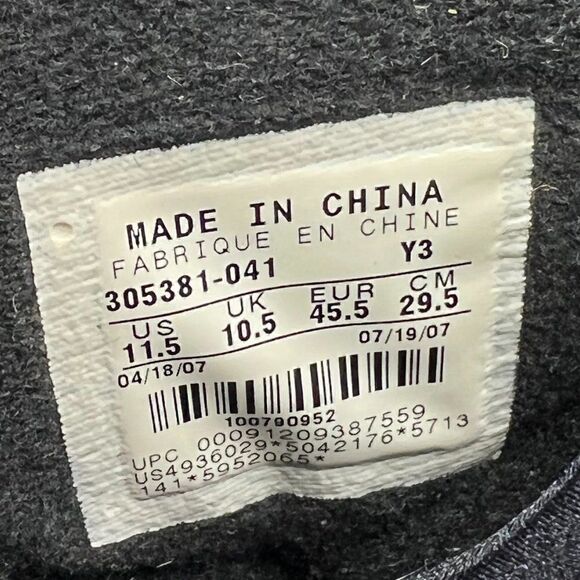 MADE IN CHINA
FABRIQUE EN CHINE
305381-041 Y3
US UK EUR CM
11.5 10.5 45.5 29.5
04/18/07 07/19/07
100790952
UPC 00091209387559
US4936029*5042176*5713
141*5952065*